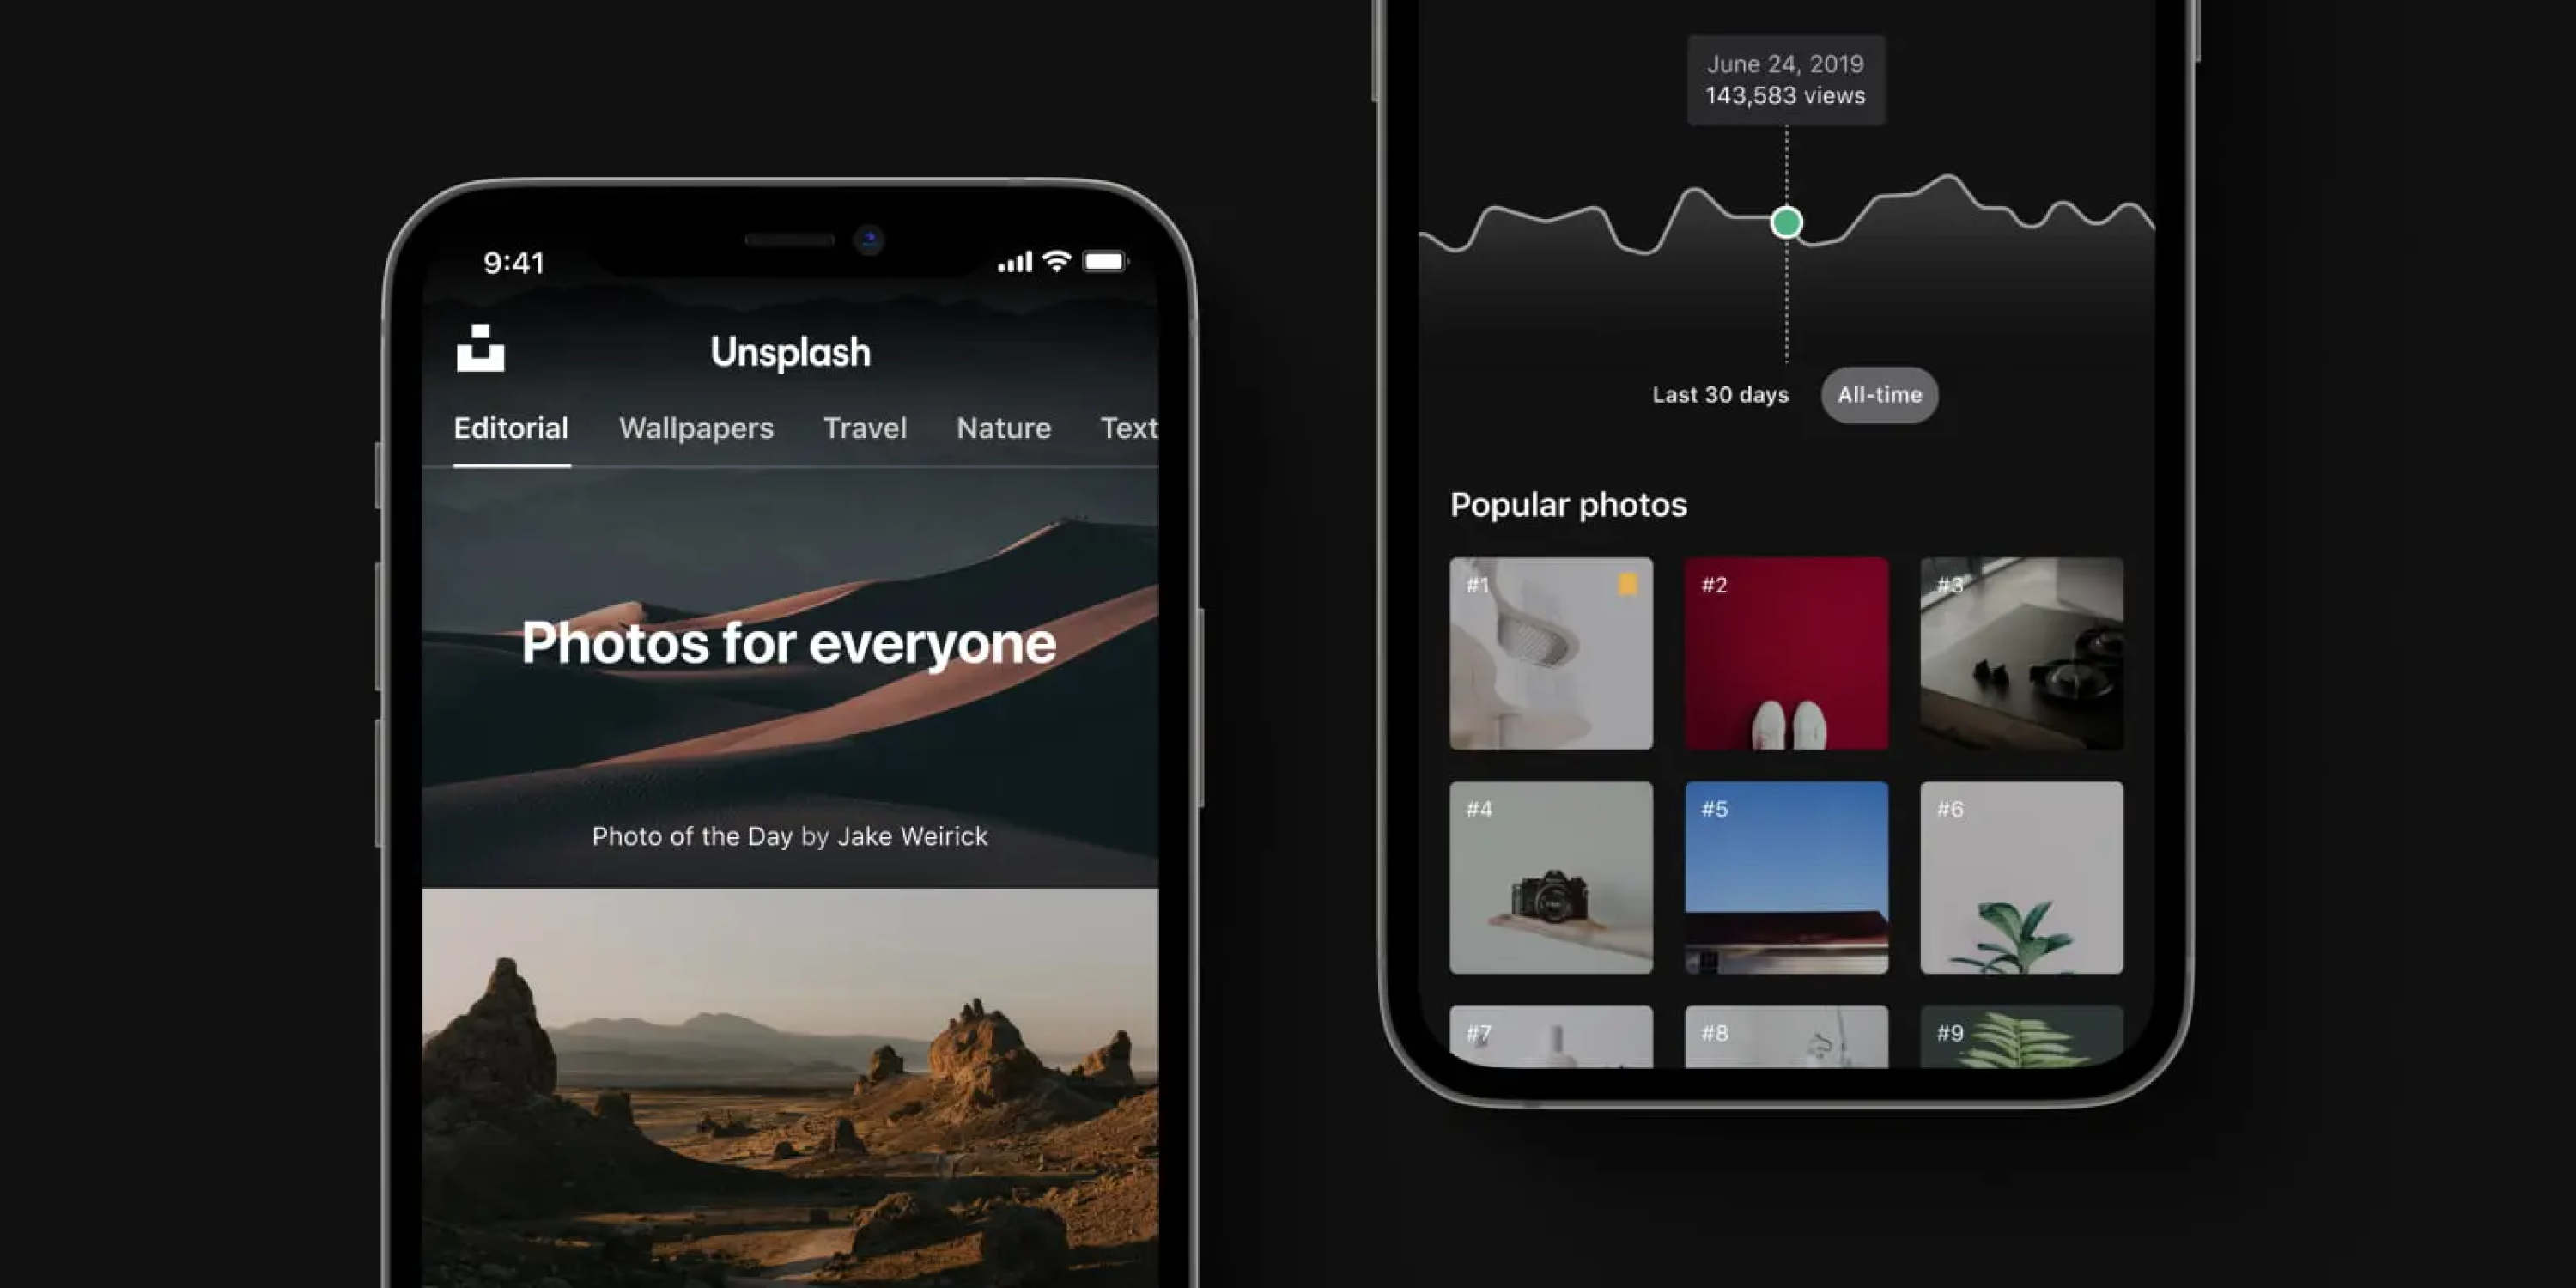 9:41
Unsplash
Editorial Wallpapers Travel Nature Text
Photos for everyone
Photo of the Day by Jake Weirick
June 24, 2019
143,583 views
Last 30 days All-time
Popular photos
#1 #2 #3
#4 #5 #6
#7 #8 #9